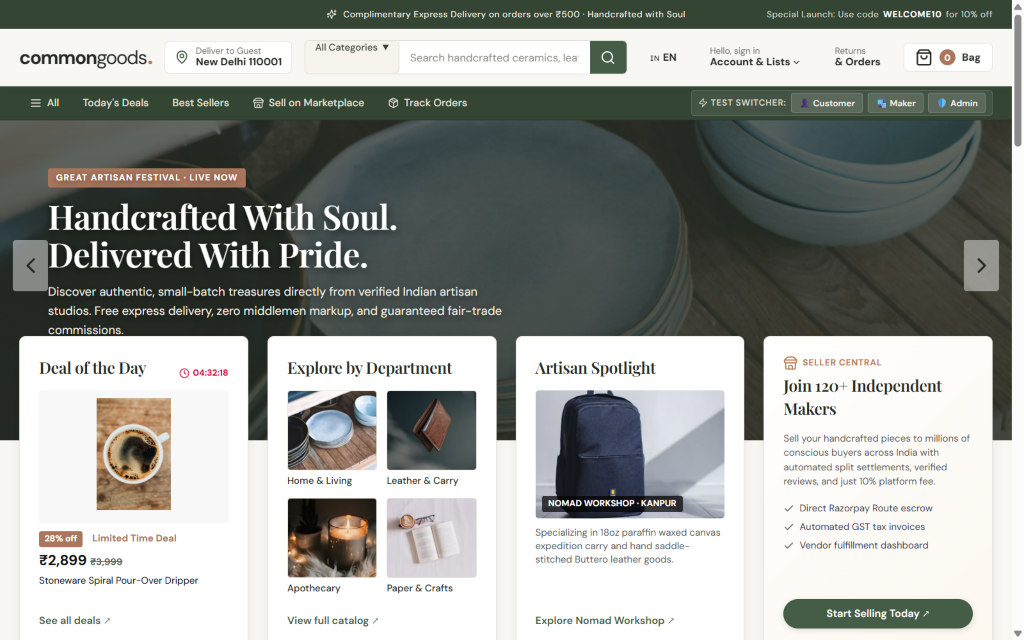 Complimentary Express Delivery on orders over ₹500 · Handcrafted with Soul
Special Launch: Use code WELCOME10 for 10% off
commongoods.
Deliver to Guest
New Delhi 110001
All Categories ▼
Search handcrafted ceramics, lea
IN EN
Hello, sign in
Account & Lists
Returns
& Orders
0 Bag
All
Today's Deals
Best Sellers
Sell on Marketplace
Track Orders
TEST SWITCHER:
Customer
Maker
Admin
GREAT ARTISAN FESTIVAL · LIVE NOW
Handcrafted With Soul.
Delivered With Pride.
Discover authentic, small-batch treasures directly from verified Indian artisan
studios. Free express delivery, zero middlemen markup, and guaranteed fair-trade
commissions.
Deal of the Day
04:32:18
28% off Limited Time Deal
₹2,899 ₹3,999
Stoneware Spiral Pour-Over Dripper
See all deals ↗
Explore by Department
Home & Living
Leather & Carry
Apothecary
Paper & Crafts
View full catalog ↗
Artisan Spotlight
NOMAD WORKSHOP · KANPUR
Specializing in 18oz paraffin waxed canvas
expedition carry and hand saddle-
stitched Buttero leather goods.
Explore Nomad Workshop ↗
SELLER CENTRAL
Join 120+ Independent
Makers
Sell your handcrafted pieces to millions of
conscious buyers across India with
automated split settlements, verified
reviews, and just 10% platform fee.
Direct Razorpay Route escrow
Automated GST tax invoices
Vendor fulfillment dashboard
Start Selling Today ↗